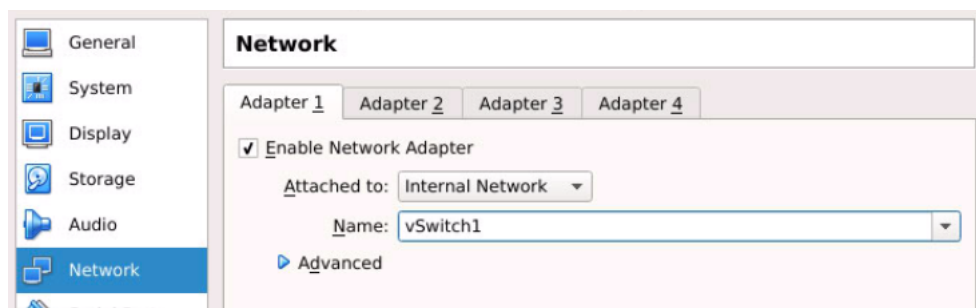 General
System
Display
Storage
Audio
Network
Network
Adapter 1 Adapter 2 Adapter 3 Adapter 4
Enable Network Adapter
Attached to: Internal Network
Name: vSwitch1
Advanced